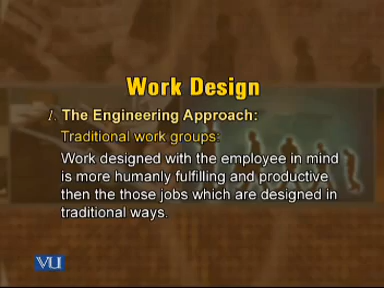 Work Design
1. The Engineering Approach:
Traditional work groups:
Work designed with the employee in mind
is more humanly fulfilling and productive
then the those jobs which are designed in
traditional ways.
VU